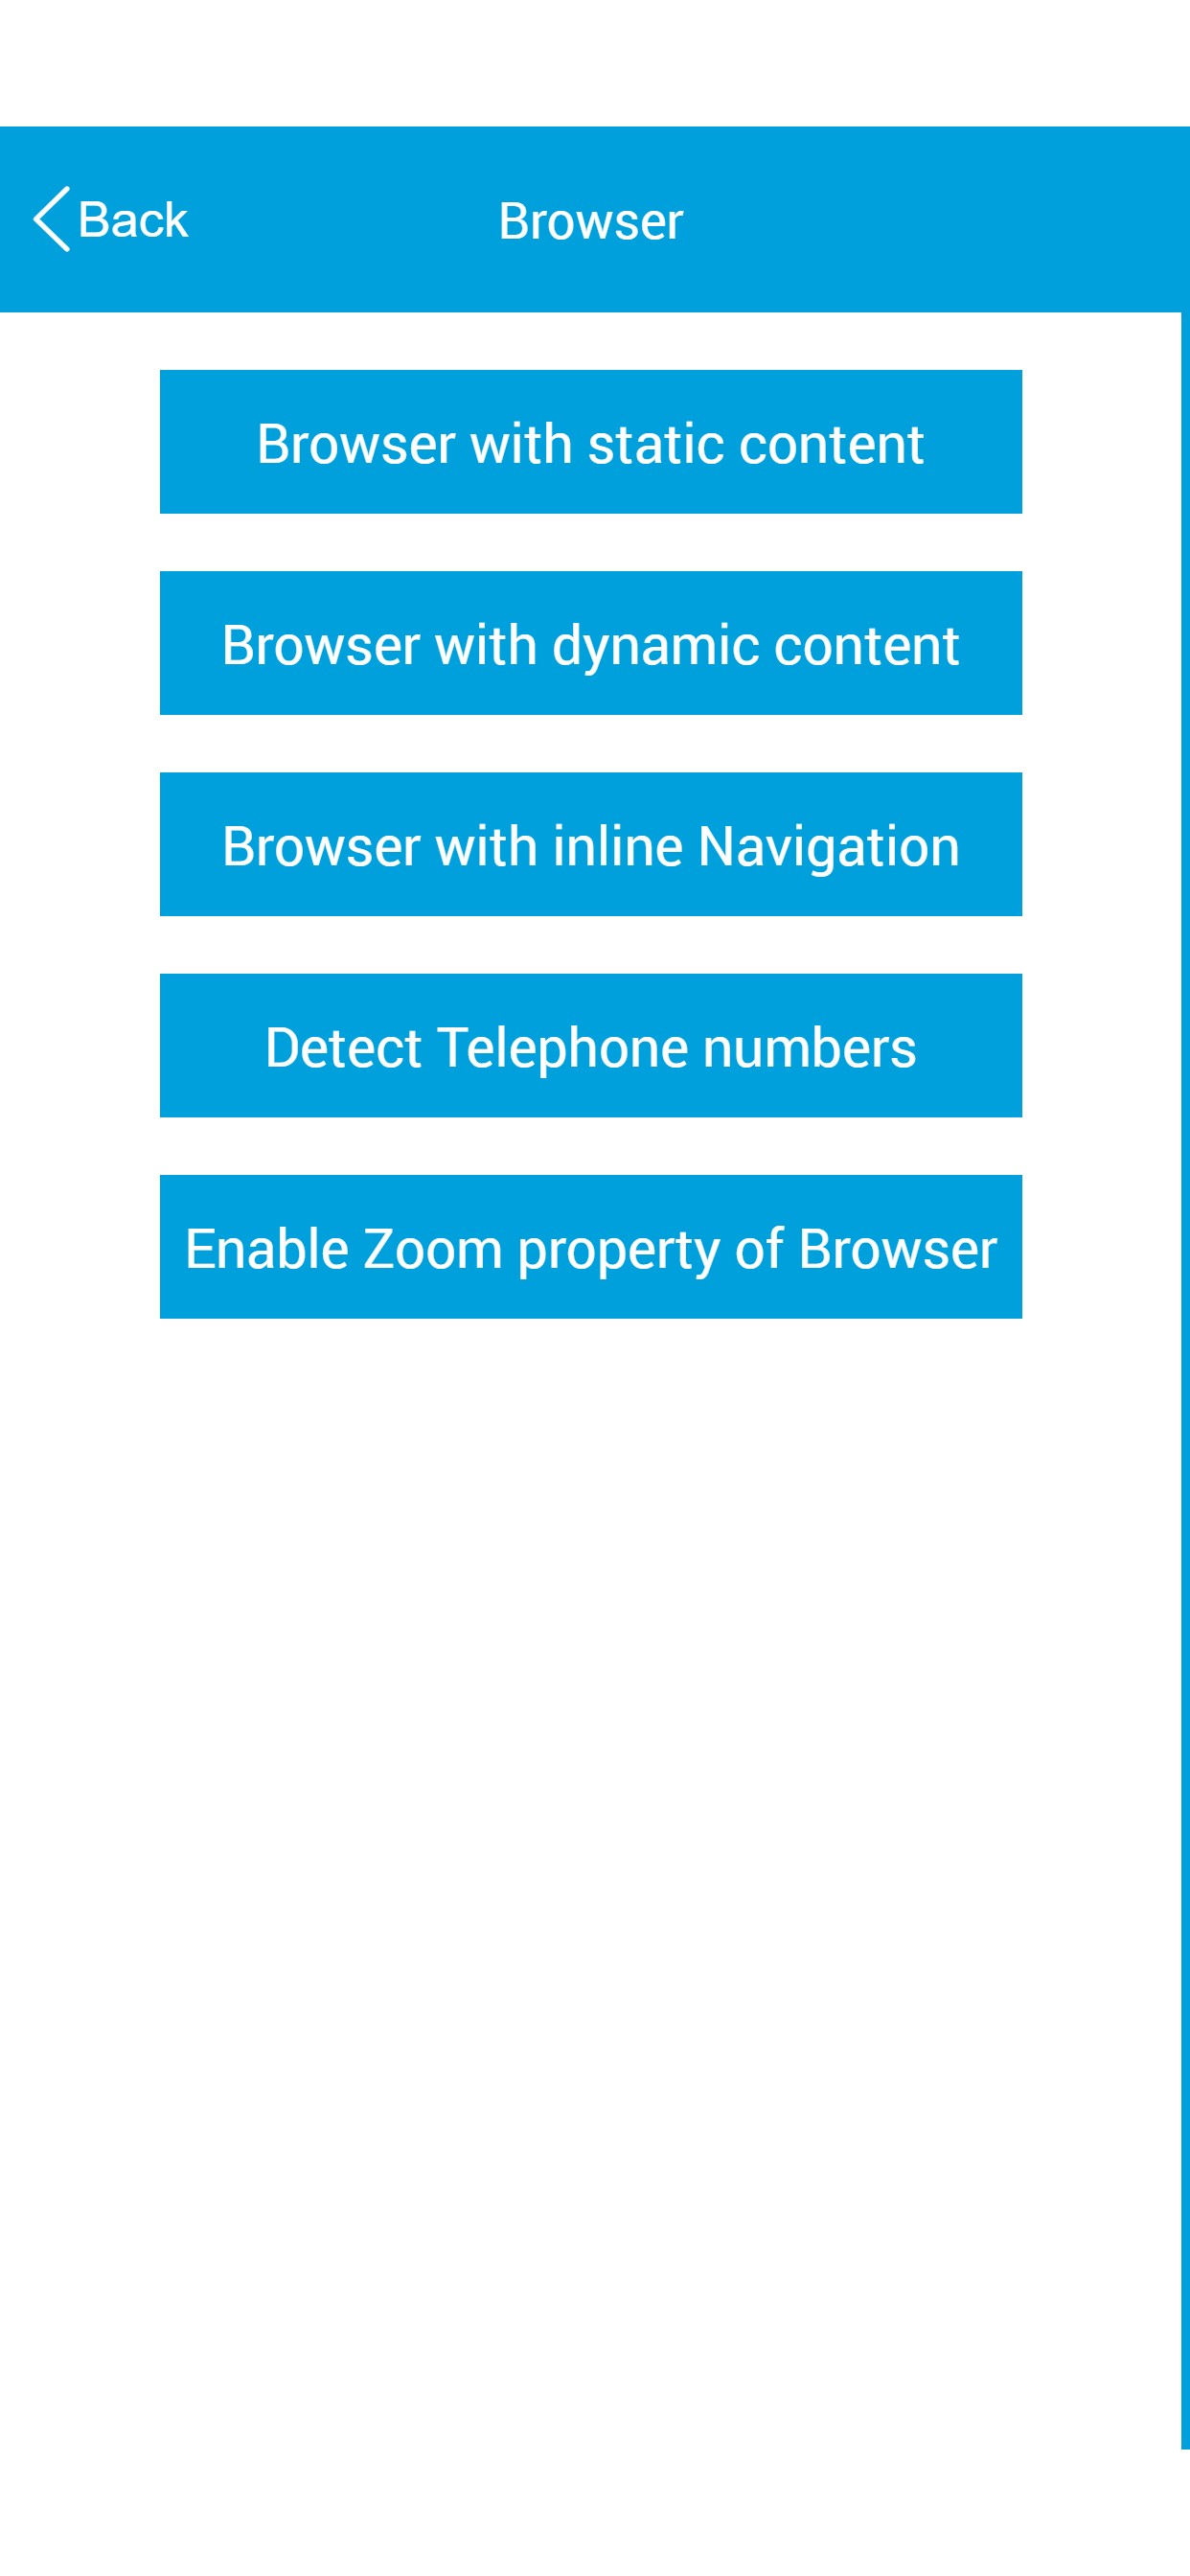 Back
Browser
Browser with static content
Browser with dynamic content
Browser with inline Navigation
Detect Telephone numbers
Enable Zoom property of Browser